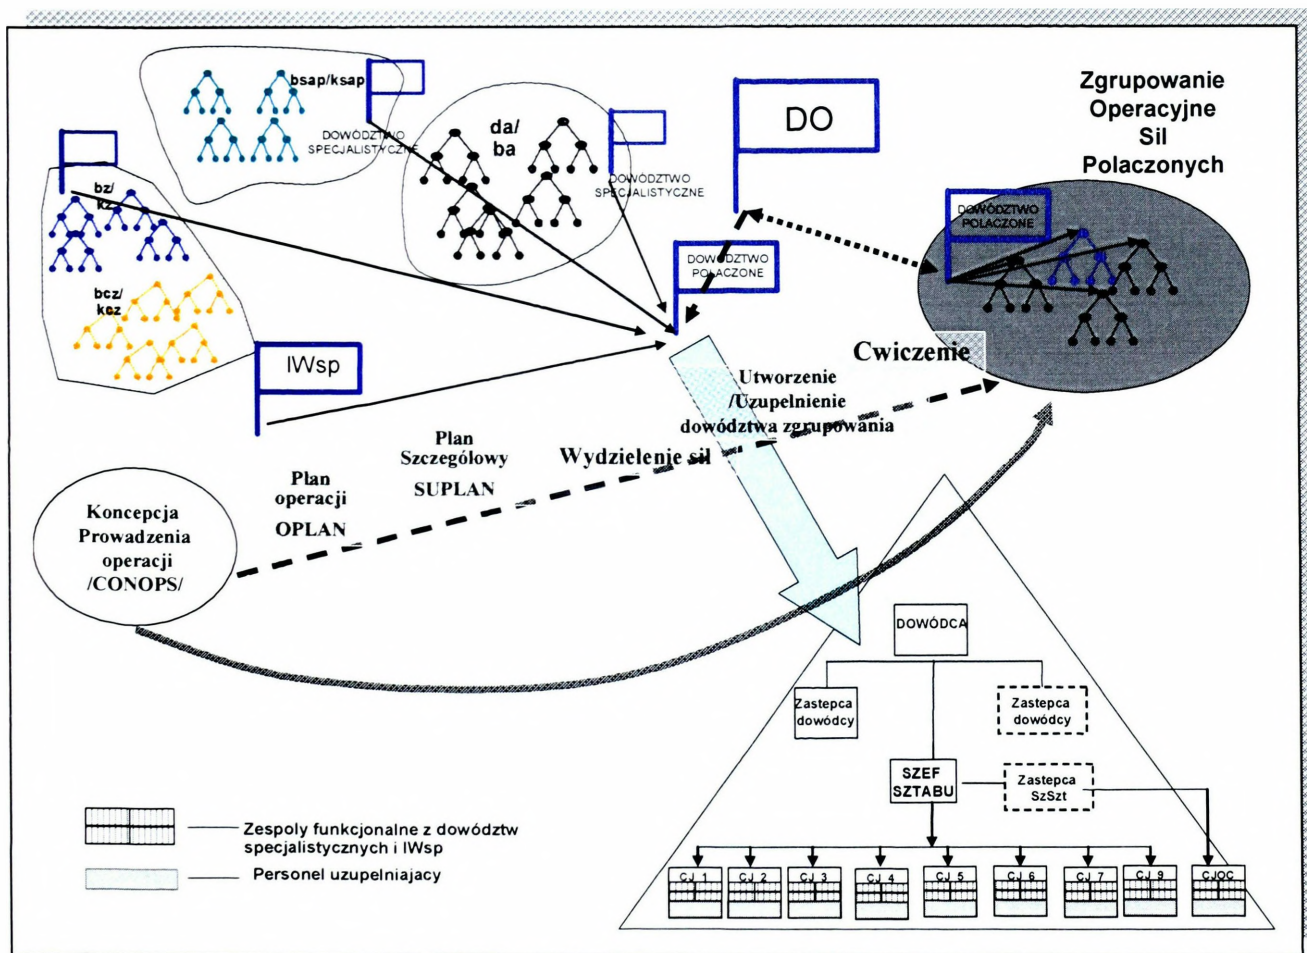 bsap/ksap
DOWÓDZTWO
SPECJALISTYCZNE
da/
ba
DOWÓDZTWO
SPECJALISTYCZNE
DO
Zgrupowanie
Operacyjne
Sil
Polaczonych
bz/
kz
bcz/
kcz
DOWÓDZTWO
POLACZONE
DOWÓDZTWO
POLACZONE
IWsp
Cwiczenie
Utworzenie
/Uzupelnienie
dowództwa zgrupowania
Wydzielenie sil
Plan
Szczegółowy
SUPLAN
Plan
operacji
OPLAN
Koncepcja
Prowadzenia
operacji
/CONOPS/
DOWÓDCA
Zastepca
dowódcy
Zastepca
dowódcy
SZEF
SZTABU
Zastepca
SzSzt
CJ 1
CJ 2
CJ 3
CJ 4
CJ 5
CJ 6
CJ 7
CJ 9
CJOC
Zespoly funkcjonalne z dowództw
specjalistycznych i IWsp
Personel uzupelniajacy